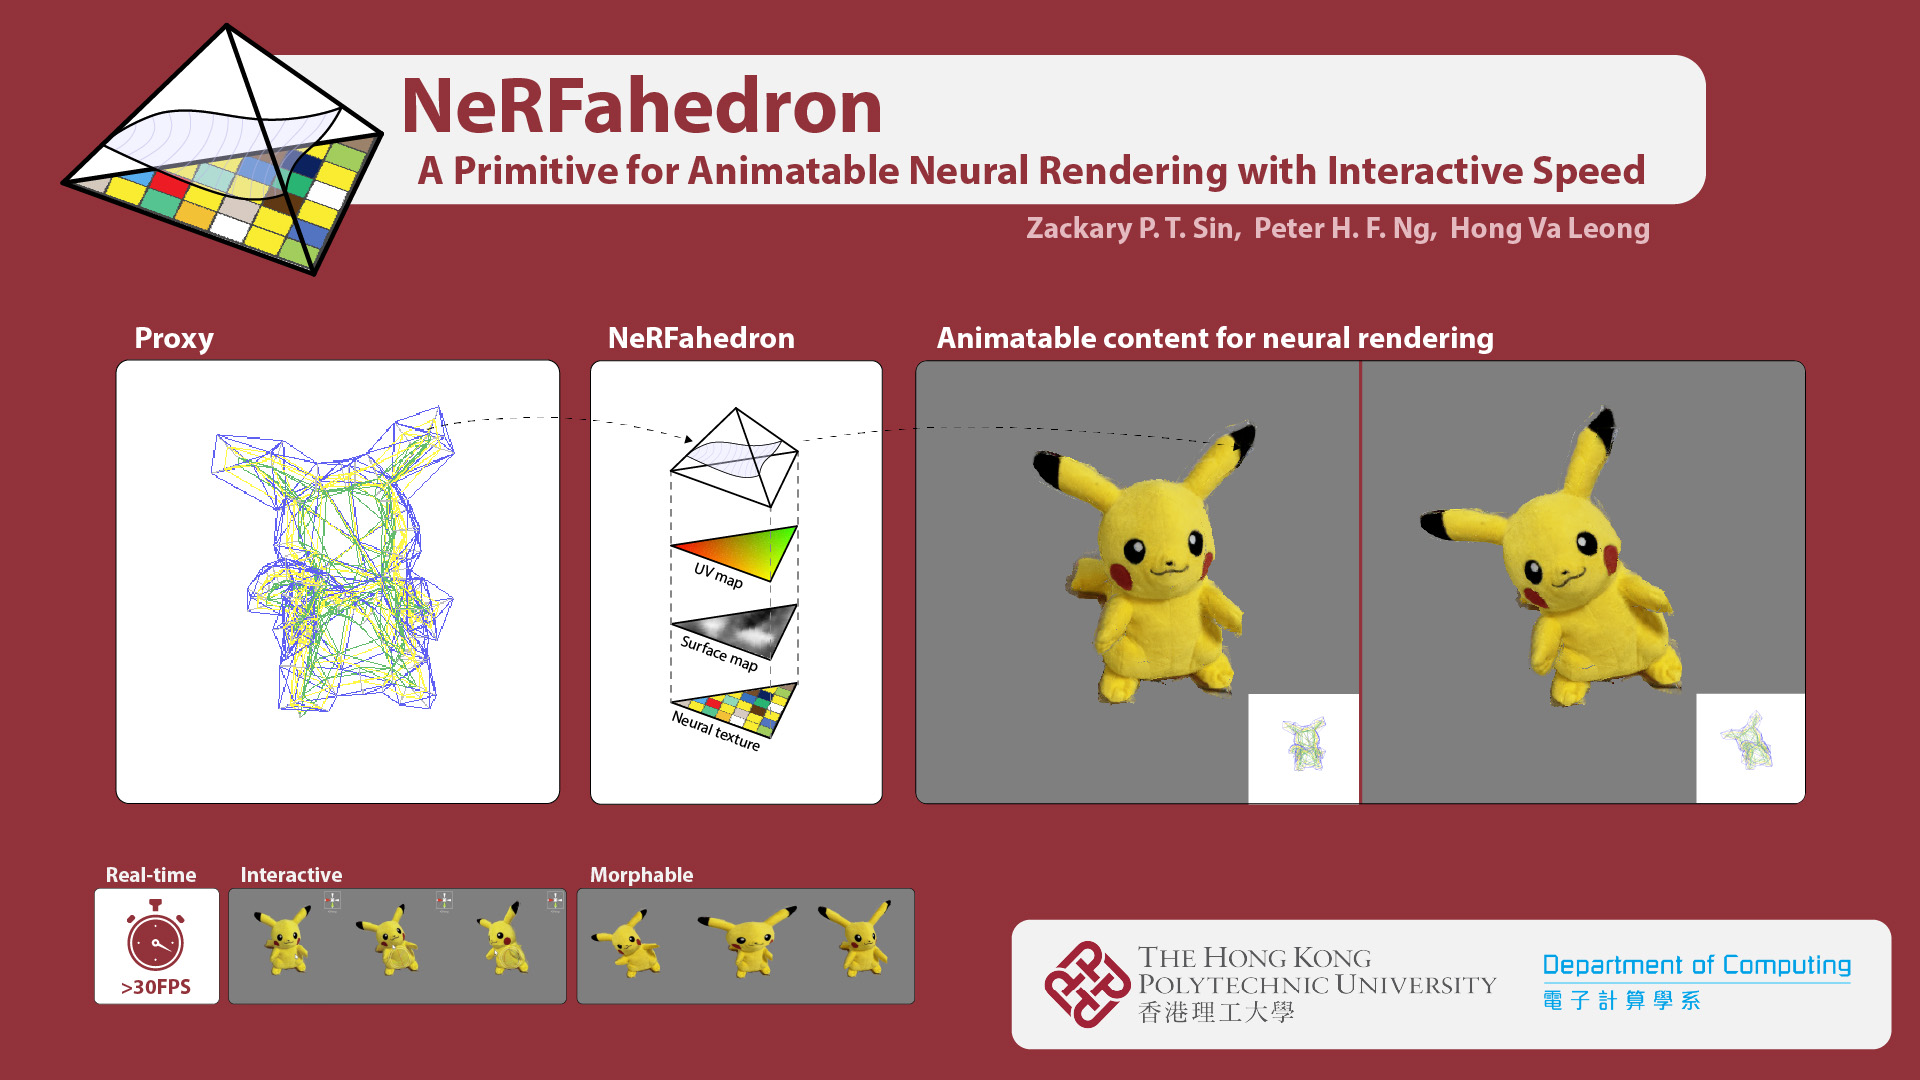 NeRFahedron
A Primitive for Animatable Neural Rendering with Interactive Speed
Zackary P. T. Sin, Peter H. F. Ng, Hong Va Leong
Proxy
NeRFahedron
Animatable content for neural rendering
UV map
Surface map
Neural texture
Real-time
Interactive
Morphable
>30FPS
THE HONG KONG
POLYTECHNIC UNIVERSITY
香港理工大學
Department of Computing
電子計算學系